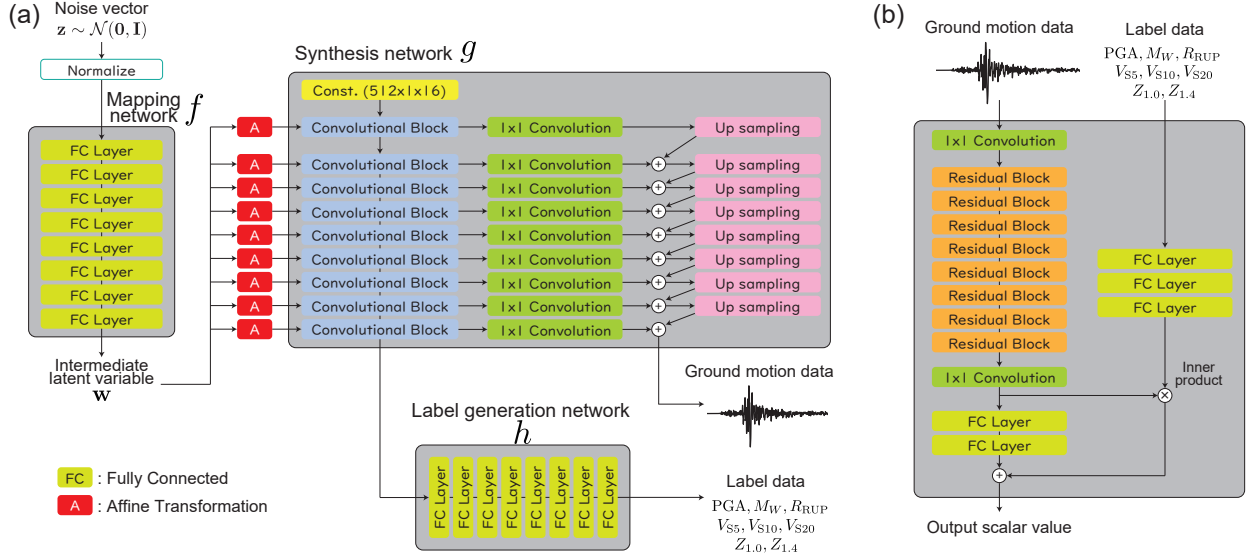 (a)
Noise vector
z ∼ 𝒩(0, I)
Normalize
Mapping
network f
FC Layer
FC Layer
FC Layer
FC Layer
FC Layer
FC Layer
FC Layer
FC Layer
Intermediate
latent variable
w
Synthesis network g
Const. (512x1x16)
A Convolutional Block 1x1 Convolution Up sampling
A Convolutional Block 1x1 Convolution + Up sampling
A Convolutional Block 1x1 Convolution + Up sampling
A Convolutional Block 1x1 Convolution + Up sampling
A Convolutional Block 1x1 Convolution + Up sampling
A Convolutional Block 1x1 Convolution + Up sampling
A Convolutional Block 1x1 Convolution + Up sampling
A Convolutional Block 1x1 Convolution + Up sampling
A Convolutional Block 1x1 Convolution +
Ground motion data
Label generation network
h
FC Layer
FC Layer
FC Layer
FC Layer
FC Layer
FC Layer
FC Layer
FC Layer
Label data
PGA, M_W, R_RUP
V_S5, V_S10, V_S20
Z_1.0, Z_1.4
FC : Fully Connected
A : Affine Transformation
(b)
Ground motion data
Label data
PGA, M_W, R_RUP
V_S5, V_S10, V_S20
Z_1.0, Z_1.4
1x1 Convolution
Residual Block
Residual Block
Residual Block
Residual Block
Residual Block
Residual Block
Residual Block
Residual Block
1x1 Convolution
FC Layer
FC Layer
FC Layer
Inner
product
×
FC Layer
FC Layer
+
Output scalar value